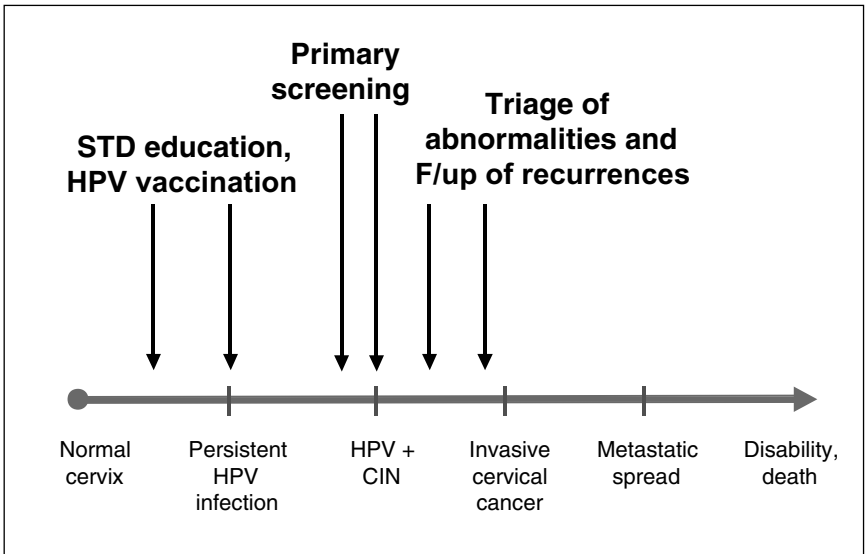 Primary
screening
Triage of
abnormalities and
F/up of recurrences
STD education,
HPV vaccination
Normal
cervix
Persistent
HPV
infection
HPV +
CIN
Invasive
cervical
cancer
Metastatic
spread
Disability,
death